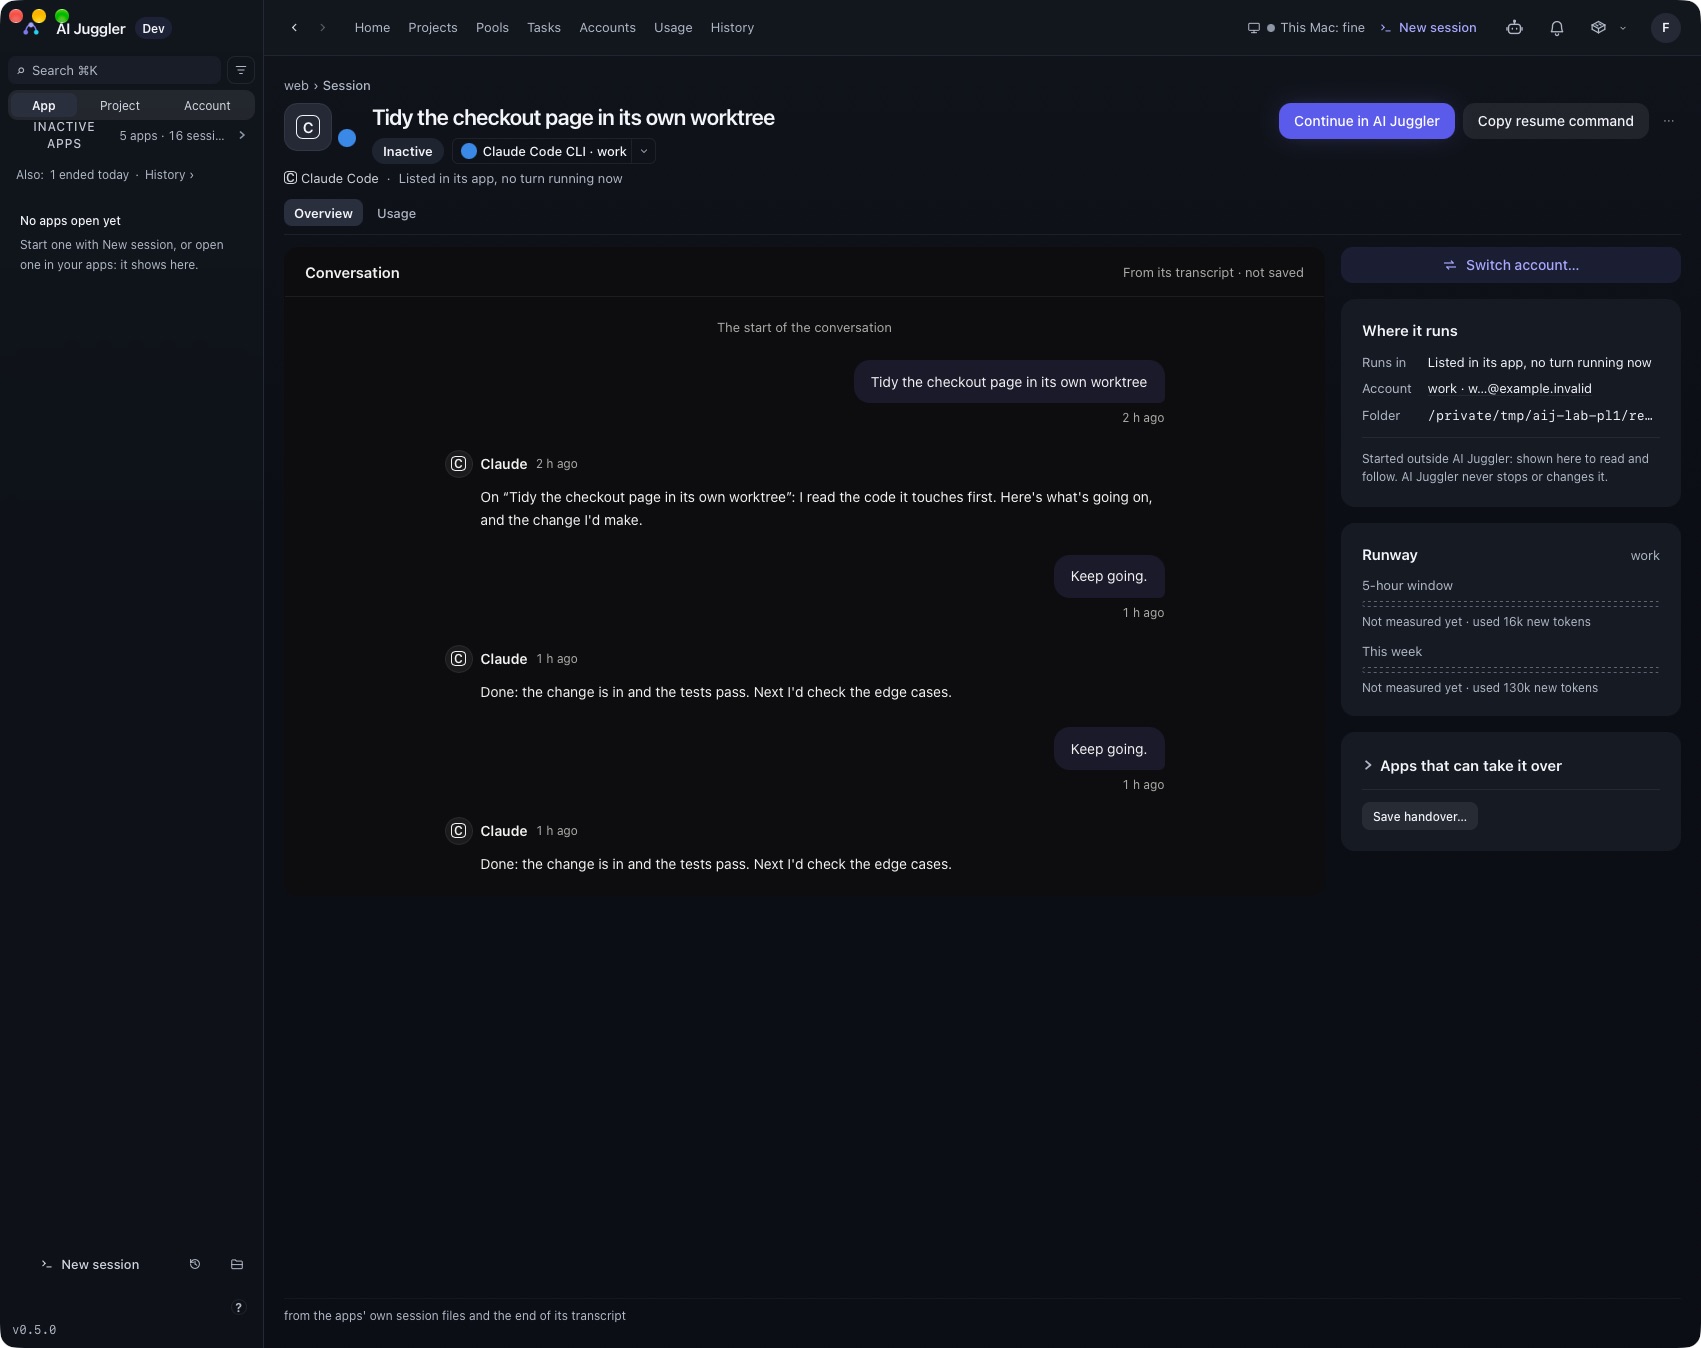 AI Juggler Dev
Search ⌘K
App Project Account
INACTIVE APPS 5 apps · 16 sessi...
Also: 1 ended today · History ›
No apps open yet
Start one with New session, or open
one in your apps: it shows here.
New session
?
v0.5.0
Home Projects Pools Tasks Accounts Usage History
This Mac: fine
New session
F
web › Session
C
Tidy the checkout page in its own worktree
Inactive
Claude Code CLI · work
Continue in AI Juggler
Copy resume command
...
C Claude Code · Listed in its app, no turn running now
Overview Usage
Conversation
From its transcript · not saved
The start of the conversation
Tidy the checkout page in its own worktree
2 h ago
C Claude 2 h ago
On “Tidy the checkout page in its own worktree”: I read the code it touches first. Here's what's going on,
and the change I'd make.
Keep going.
1 h ago
C Claude 1 h ago
Done: the change is in and the tests pass. Next I'd check the edge cases.
Keep going.
1 h ago
C Claude 1 h ago
Done: the change is in and the tests pass. Next I'd check the edge cases.
Switch account...
Where it runs
Runs in Listed in its app, no turn running now
Account work · w...@example.invalid
Folder /private/tmp/aij-lab-pl1/re…
Started outside AI Juggler: shown here to read and
follow. AI Juggler never stops or changes it.
Runway work
5-hour window
Not measured yet · used 16k new tokens
This week
Not measured yet · used 130k new tokens
Apps that can take it over
Save handover...
from the apps' own session files and the end of its transcript